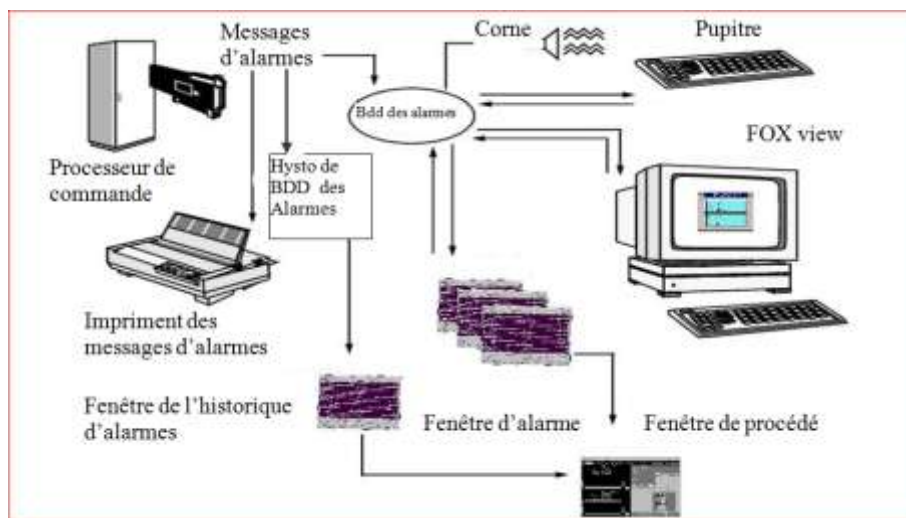 Messages
d'alarmes
Corne
Pupitre
Bdd des alarmes
FOX view
Processeur de
commande
Hysto de
BDD des
Alarmes
Impriment des
messages d'alarmes
Fenêtre de l'historique
d'alarmes
Fenêtre d'alarme
Fenêtre de procédé